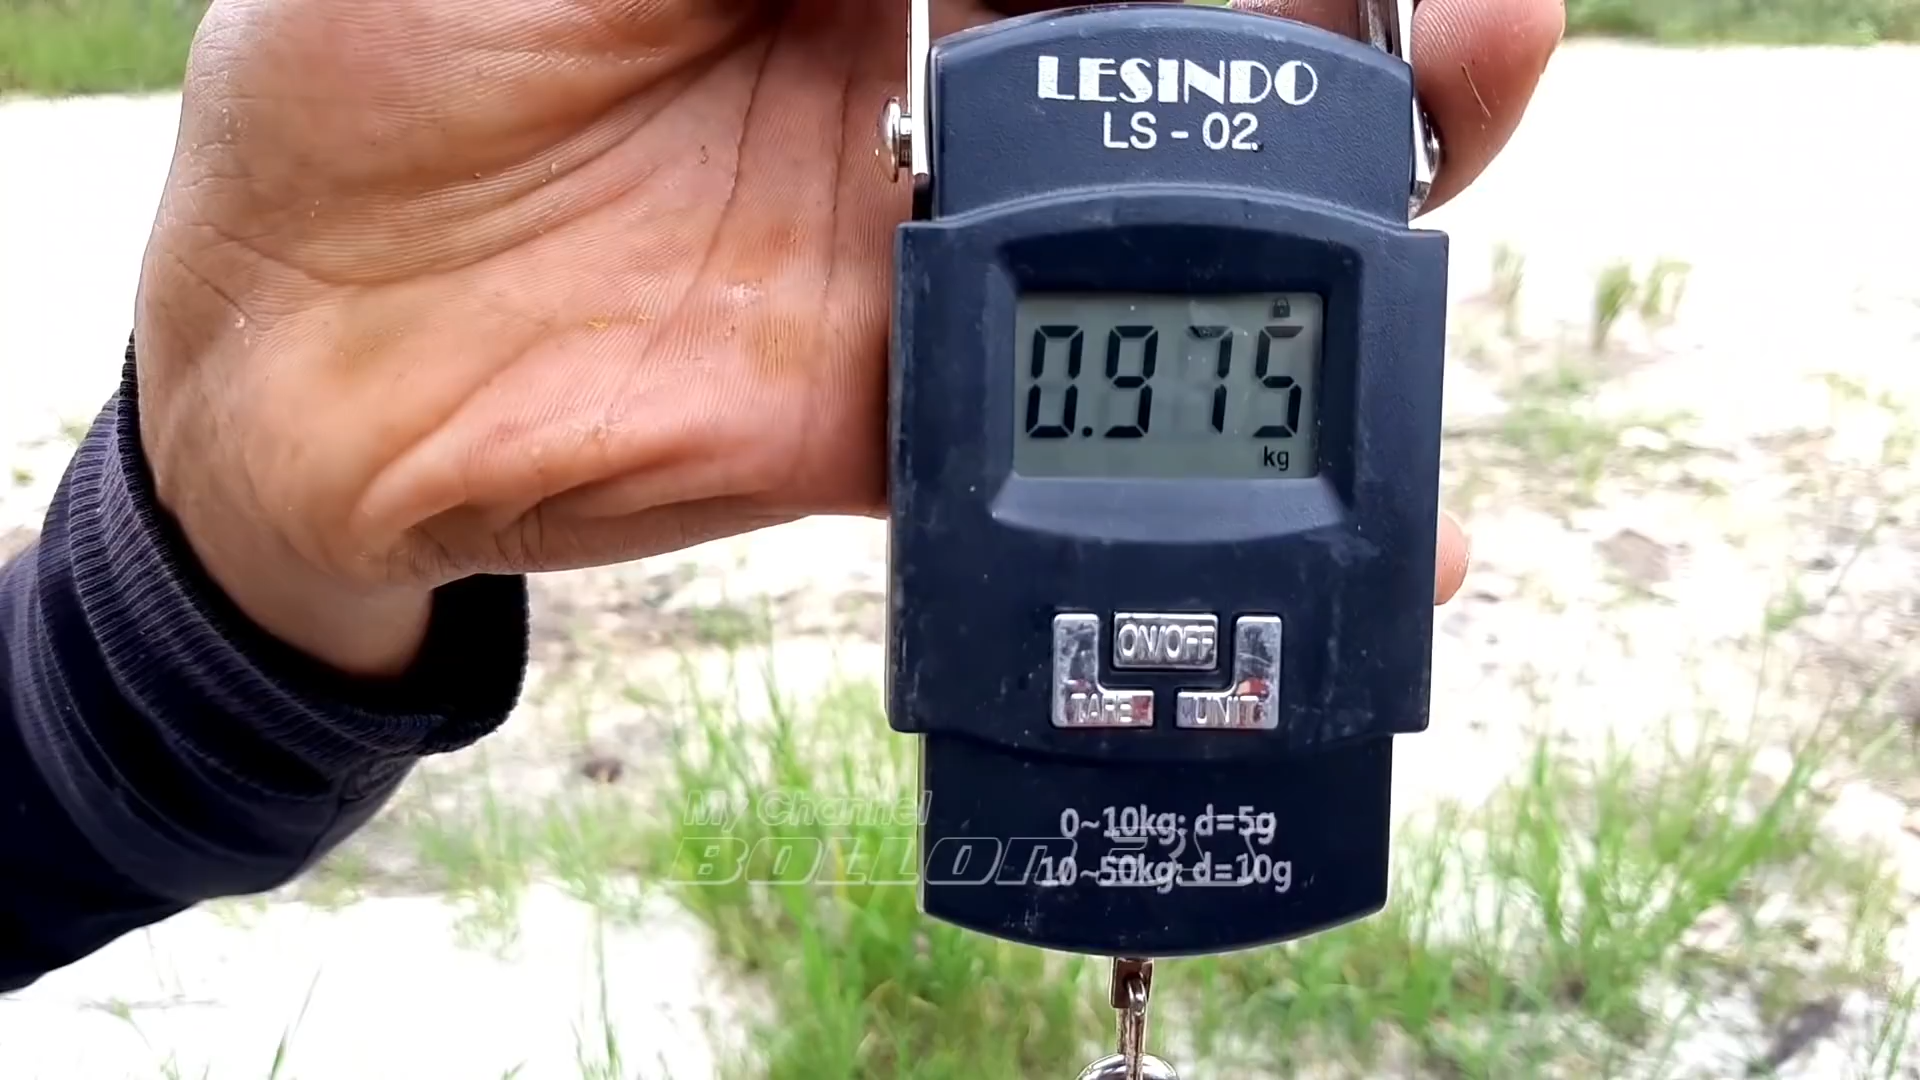 LESINDO
LS - 02
0.975
kg
ON/OFF
TARE
UNIT
My Channel
0~10kg: d=5g
10~50kg: d=10g